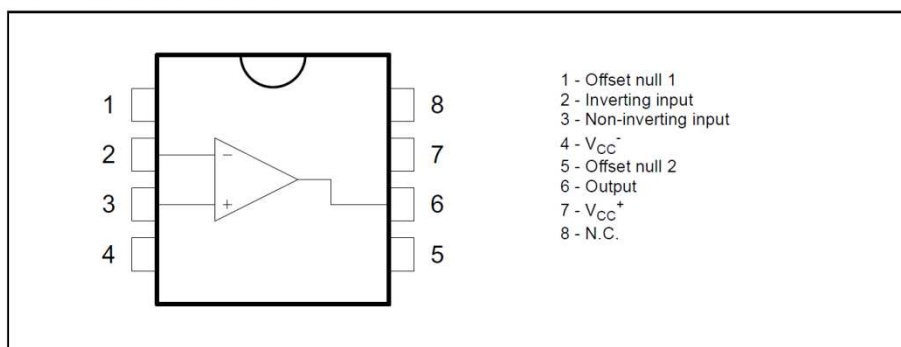 1
2
3
4
8
7
6
5
−
+
1 - Offset null 1
2 - Inverting input
3 - Non-inverting input
4 - VCC-
5 - Offset null 2
6 - Output
7 - VCC+
8 - N.C.